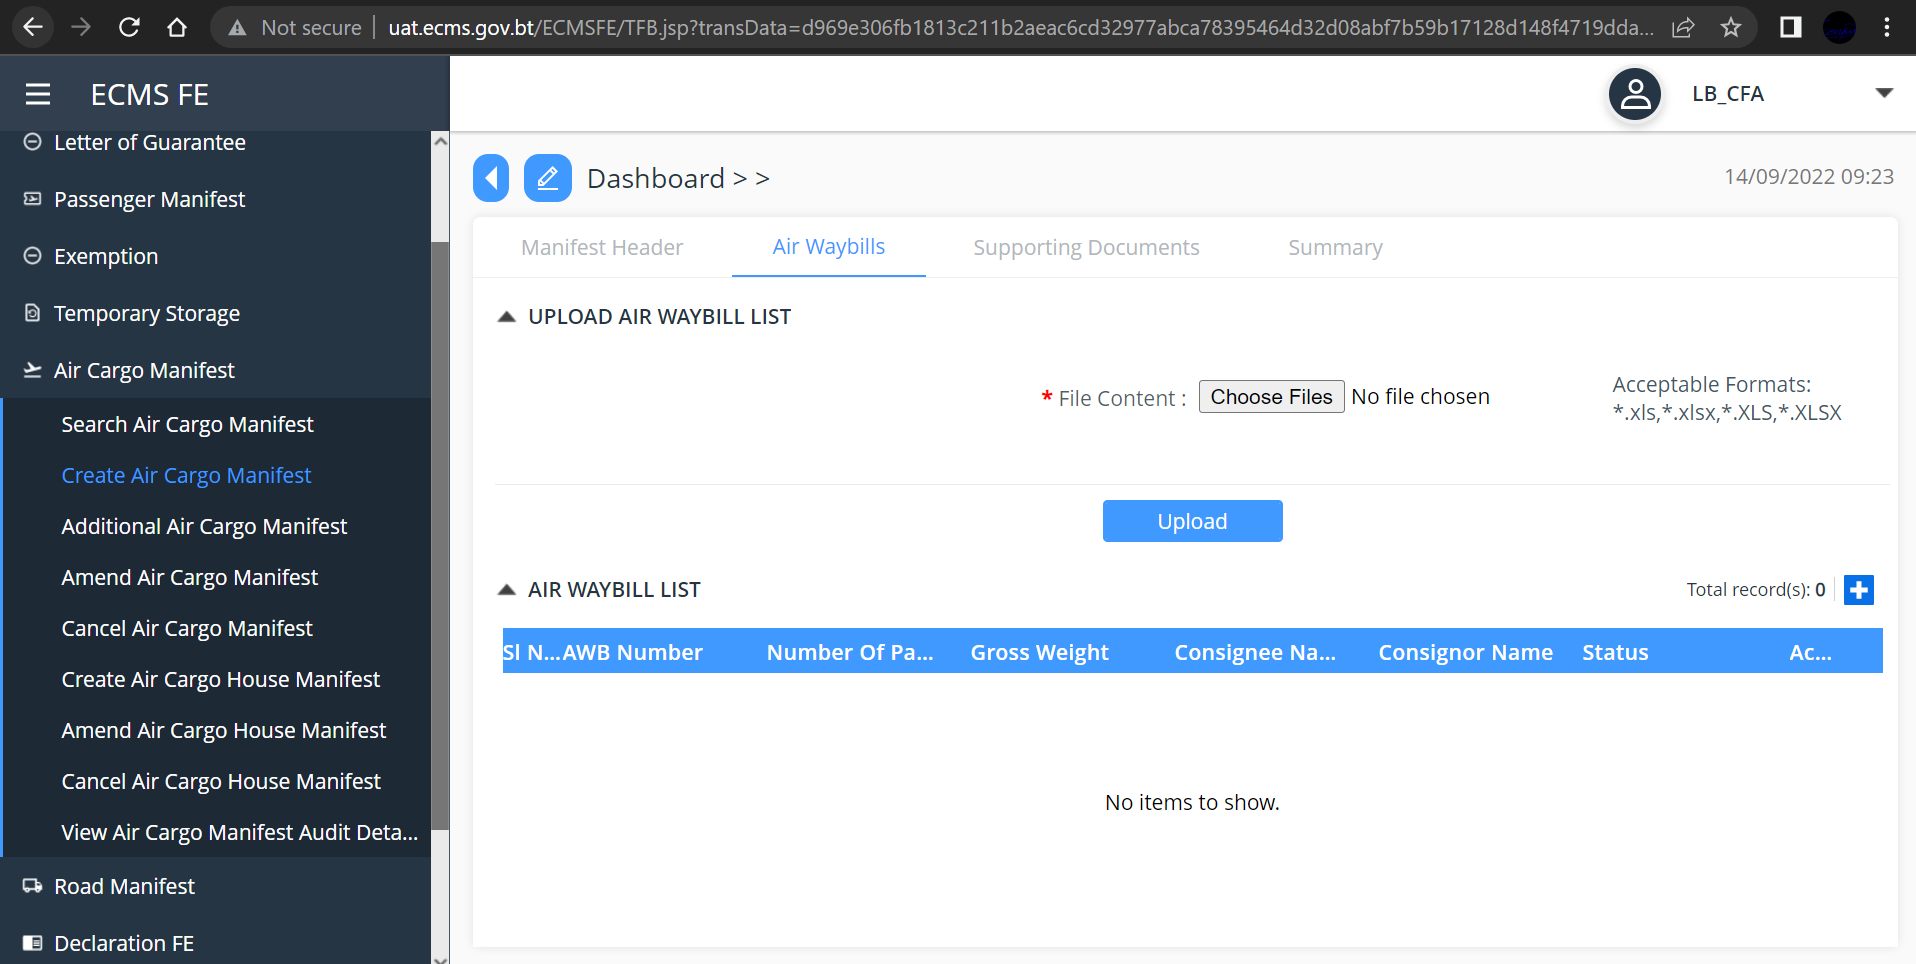 Not secure
uat.ecms.gov.bt/ECMSFE/TFB.jsp?transData=d969e306fb1813c211b2aeac6cd32977abca78395464d32d08abf7b59b17128d148f4719dda...
ECMS FE
LB_CFA
Letter of Guarantee
Passenger Manifest
Exemption
Temporary Storage
Air Cargo Manifest
Search Air Cargo Manifest
Create Air Cargo Manifest
Additional Air Cargo Manifest
Amend Air Cargo Manifest
Cancel Air Cargo Manifest
Create Air Cargo House Manifest
Amend Air Cargo House Manifest
Cancel Air Cargo House Manifest
View Air Cargo Manifest Audit Deta...
Road Manifest
Declaration FE
Dashboard > >
14/09/2022 09:23
Manifest Header Air Waybills Supporting Documents Summary
UPLOAD AIR WAYBILL LIST
* File Content : Choose Files No file chosen
Acceptable Formats:
*.xls,*.xlsx,*.XLS,*.XLSX
Upload
AIR WAYBILL LIST
Total record(s): 0
Sl N... AWB Number Number Of Pa... Gross Weight Consignee Na... Consignor Name Status Ac...
No items to show.